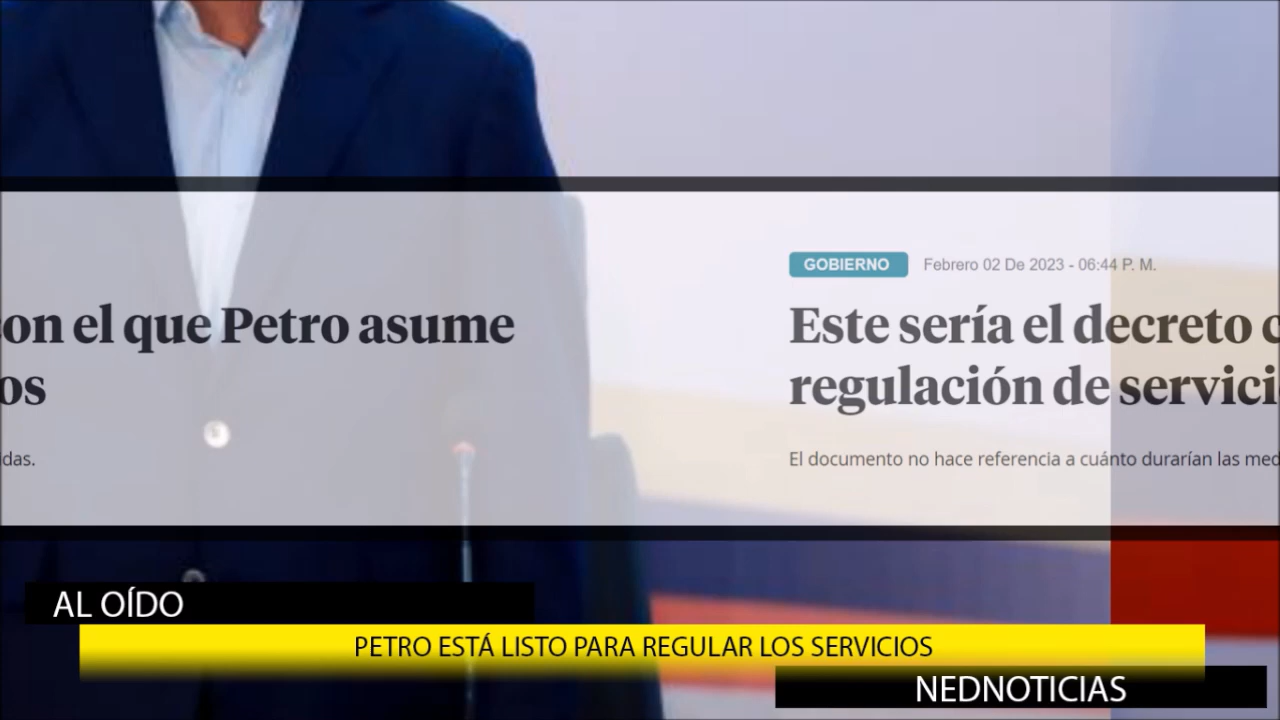 GOBIERNO Febrero 02 De 2023 - 06:44 P. M.
con el que Petro asume
os
das.
Este sería el decreto c
regulación de servici
El documento no hace referencia a cuánto durarían las med
AL OÍDO
PETRO ESTÁ LISTO PARA REGULAR LOS SERVICIOS
NEDNOTICIAS